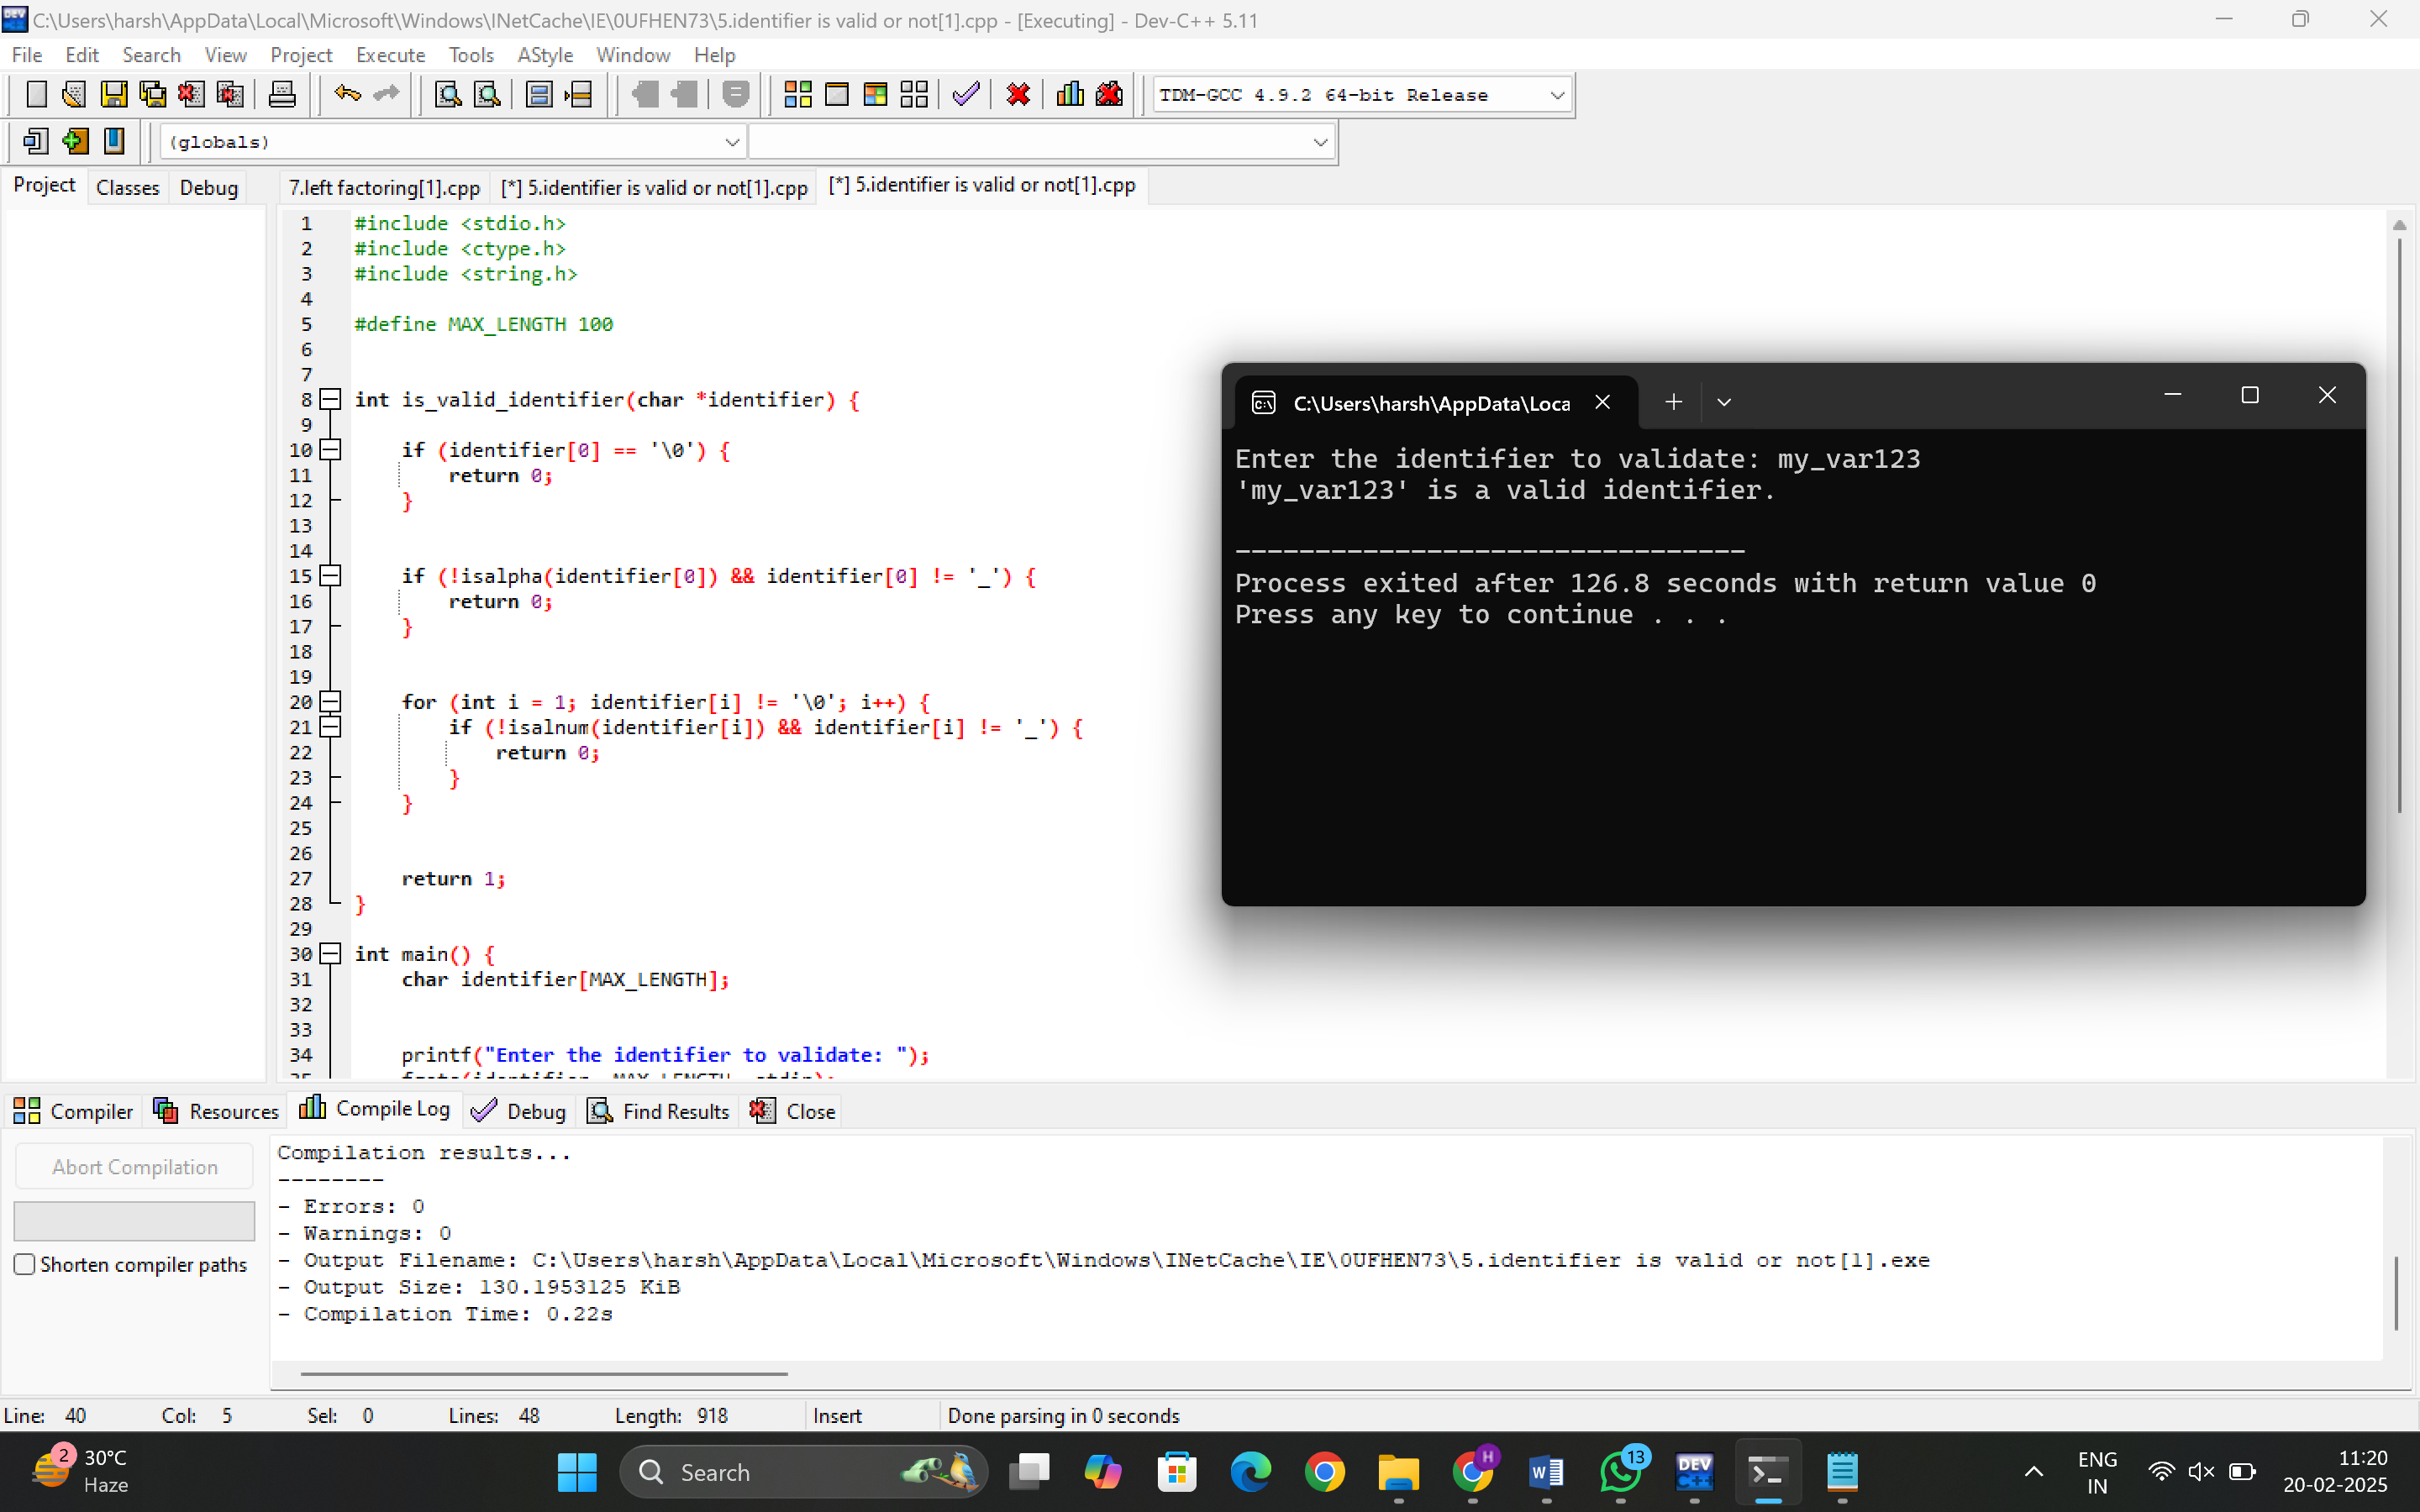 C:\Users\harsh\AppData\Local\Microsoft\Windows\INetCache\IE\0UFHEN73\5.identifier is valid or not[1].cpp - [Executing] - Dev-C++ 5.11
File Edit Search View Project Execute Tools AStyle Window Help
TDM-GCC 4.9.2 64-bit Release
(globals)
Project Classes Debug
7.left factoring[1].cpp [*] 5.identifier is valid or not[1].cpp [*] 5.identifier is valid or not[1].cpp
1 #include <stdio.h>
2 #include <ctype.h>
3 #include <string.h>
4
5 #define MAX_LENGTH 100
6
7
8 int is_valid_identifier(char *identifier) {
9
10 if (identifier[0] == '\0') {
11 return 0;
12 }
13
14
15 if (!isalpha(identifier[0]) && identifier[0] != '_') {
16 return 0;
17 }
18
19
20 for (int i = 1; identifier[i] != '\0'; i++) {
21 if (!isalnum(identifier[i]) && identifier[i] != '_') {
22 return 0;
23 }
24 }
25
26
27 return 1;
28 }
29
30 int main() {
31 char identifier[MAX_LENGTH];
32
33
34 printf("Enter the identifier to validate: ");
C:\Users\harsh\AppData\Loca
Enter the identifier to validate: my_var123
'my_var123' is a valid identifier.
--------------------------------
Process exited after 126.8 seconds with return value 0
Press any key to continue . . .
Compiler Resources Compile Log Debug Find Results Close
Abort Compilation
Shorten compiler paths
Compilation results...
--------
- Errors: 0
- Warnings: 0
- Output Filename: C:\Users\harsh\AppData\Local\Microsoft\Windows\INetCache\IE\0UFHEN73\5.identifier is valid or not[1].exe
- Output Size: 130.1953125 KiB
- Compilation Time: 0.22s
Line: 40 Col: 5 Sel: 0 Lines: 48 Length: 918 Insert Done parsing in 0 seconds
2
30°C
Haze
Search
H
13
DEV
C++
ENG
IN
11:20
20-02-2025